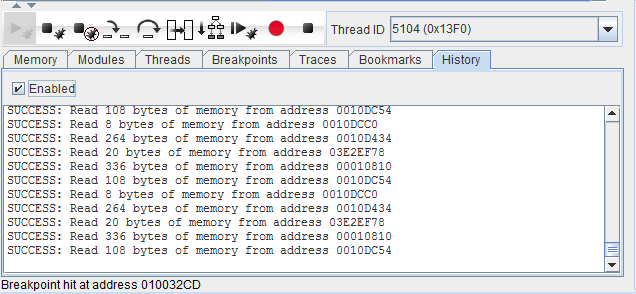 Thread ID 5104 (0x13F0)
Memory Modules Threads Breakpoints Traces Bookmarks History
Enabled
SUCCESS: Read 108 bytes of memory from address 0010DC54
SUCCESS: Read 8 bytes of memory from address 0010DCC0
SUCCESS: Read 264 bytes of memory from address 0010D434
SUCCESS: Read 20 bytes of memory from address 03E2EF78
SUCCESS: Read 336 bytes of memory from address 00010810
SUCCESS: Read 108 bytes of memory from address 0010DC54
SUCCESS: Read 8 bytes of memory from address 0010DCC0
SUCCESS: Read 264 bytes of memory from address 0010D434
SUCCESS: Read 20 bytes of memory from address 03E2EF78
SUCCESS: Read 336 bytes of memory from address 00010810
SUCCESS: Read 108 bytes of memory from address 0010DC54
Breakpoint hit at address 010032CD